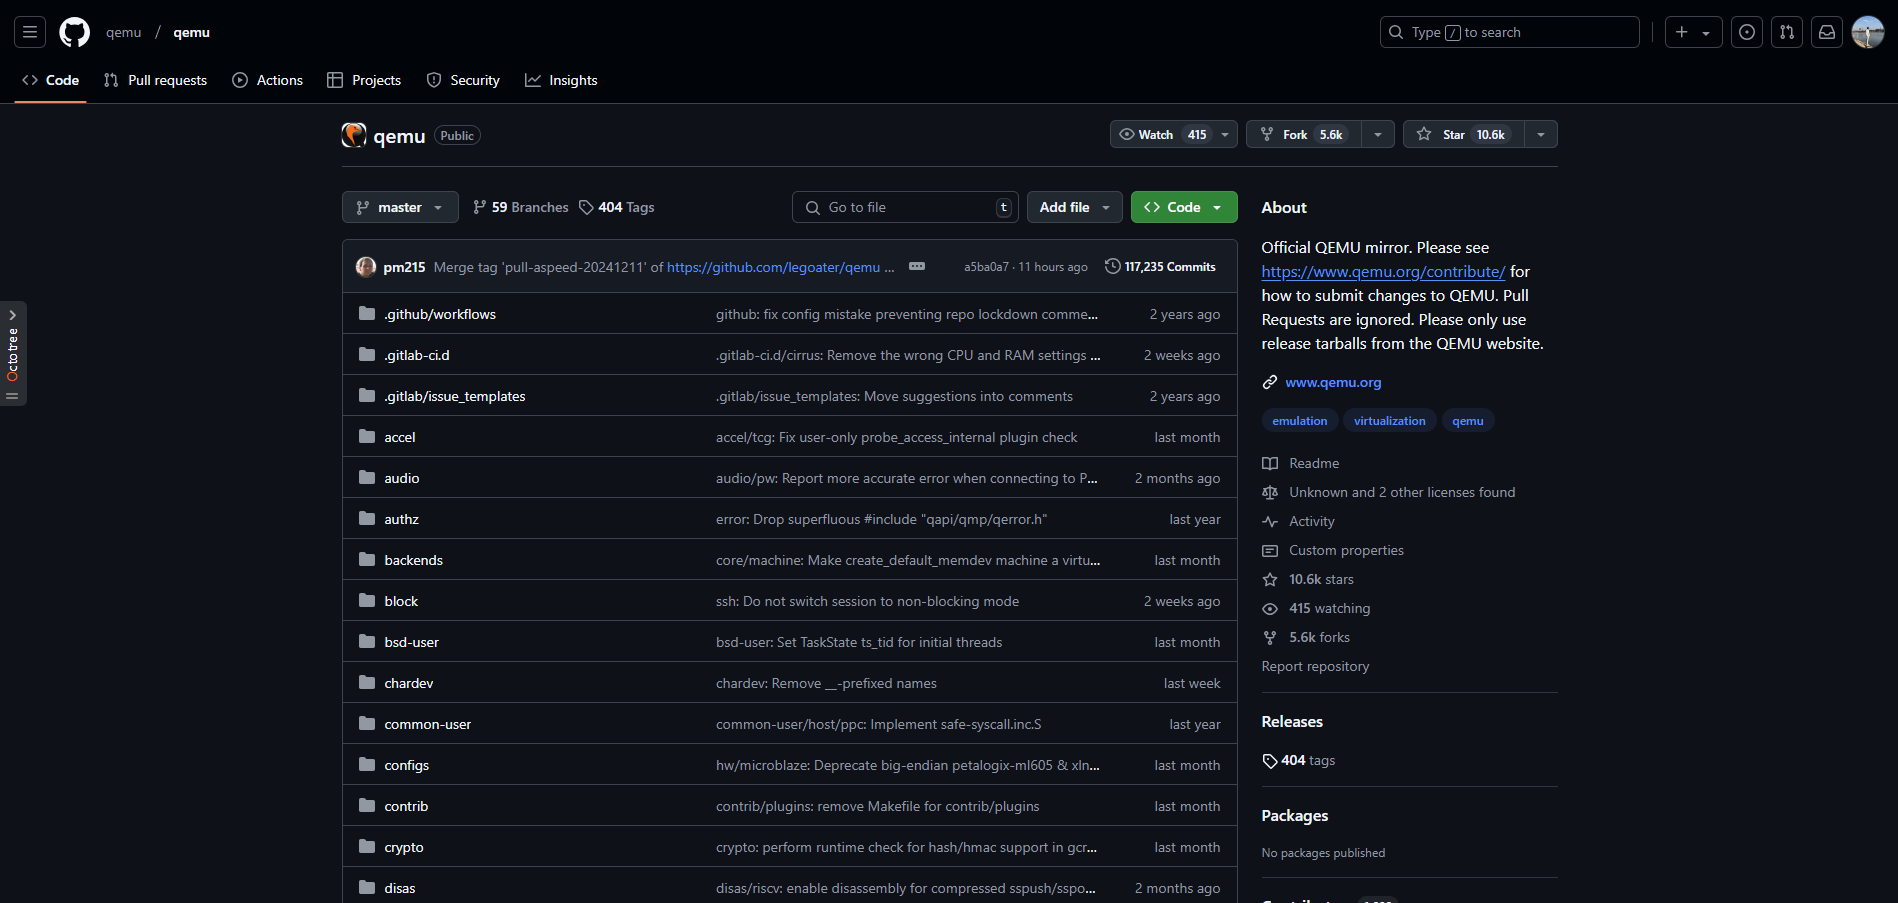 qemu / qemu
Type / to search
Code Pull requests Actions Projects Security Insights
qemu Public
Watch 415
Fork 5.6k
Star 10.6k
master
59 Branches
404 Tags
Go to file t
Add file
Code
pm215 Merge tag 'pull-aspeed-20241211' of https://github.com/legoater/qemu ... a5ba0a7 · 11 hours ago 117,235 Commits
.github/workflows github: fix config mistake preventing repo lockdown comme... 2 years ago
.gitlab-ci.d .gitlab-ci.d/cirrus: Remove the wrong CPU and RAM settings ... 2 weeks ago
.gitlab/issue_templates .gitlab/issue_templates: Move suggestions into comments 2 years ago
accel accel/tcg: Fix user-only probe_access_internal plugin check last month
audio audio/pw: Report more accurate error when connecting to P... 2 months ago
authz error: Drop superfluous #include "qapi/qmp/qerror.h" last year
backends core/machine: Make create_default_memdev machine a virtu... last month
block ssh: Do not switch session to non-blocking mode 2 weeks ago
bsd-user bsd-user: Set TaskState ts_tid for initial threads last month
chardev chardev: Remove __-prefixed names last week
common-user common-user/host/ppc: Implement safe-syscall.inc.S last year
configs hw/microblaze: Deprecate big-endian petalogix-ml605 & xln... last month
contrib contrib/plugins: remove Makefile for contrib/plugins last month
crypto crypto: perform runtime check for hash/hmac support in gcr... last month
disas disas/riscv: enable disassembly for compressed sspush/sspo... 2 months ago
About
Official QEMU mirror. Please see
https://www.qemu.org/contribute/ for
how to submit changes to QEMU. Pull
Requests are ignored. Please only use
release tarballs from the QEMU website.
www.qemu.org
emulation virtualization qemu
Readme
Unknown and 2 other licenses found
Activity
Custom properties
10.6k stars
415 watching
5.6k forks
Report repository
Releases
404 tags
Packages
No packages published
Octotree